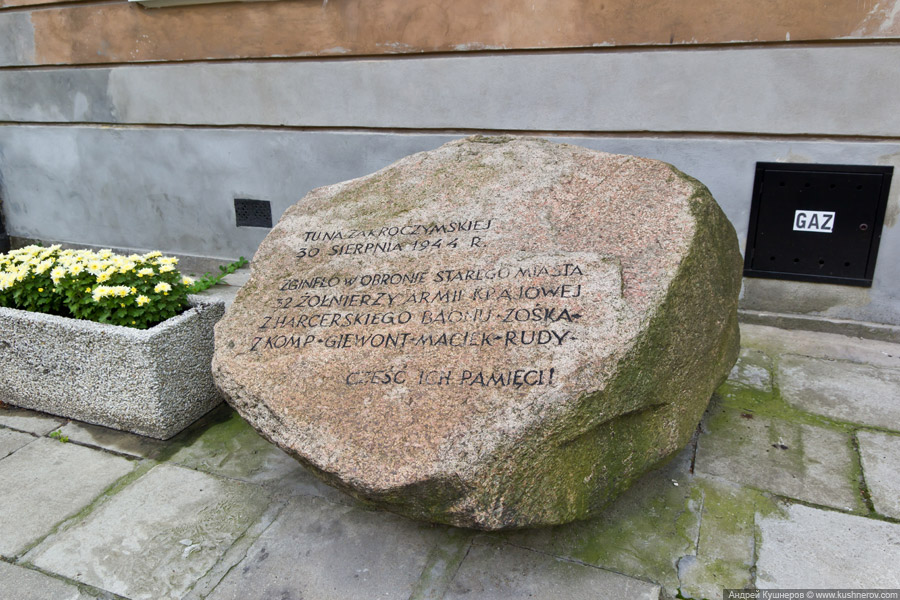 TU NA ZAKROCZYMSKIEJ
30 SIERPNIA 1944 R.
ZGINĘŁO W OBRONIE STAREGO MIASTA
32 ŻOŁNIERZY ARMII KRAJOWEJ
Z HARCERSKIEGO BAONU • ZOŚKA •
Z KOMP • GIEWONT • MACIEK • RUDY •
CZEŚĆ ICH PAMIĘCI!
GAZ
Андрей Кушнеров © www.kushnerov.com